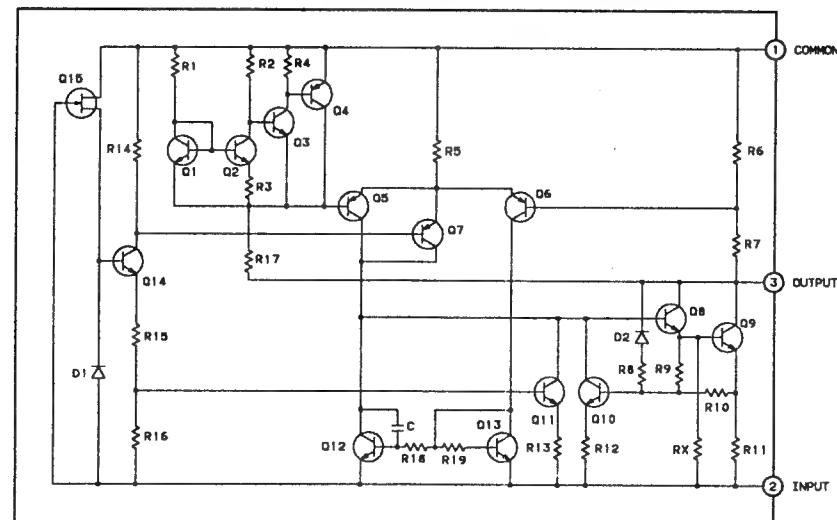 1 COMMON
R1
R2
R4
Q15
Q4
Q3
R14
R5
R6
Q1
Q2
R3
Q5
Q6
Q7
R7
R17
Q14
3 OUTPUT
Q8
Q9
R15
D2
D1
R8
R9
R10
Q11
Q10
C
R16
Q12
Q13
R18
R19
R13
R12
RX
R11
2 INPUT